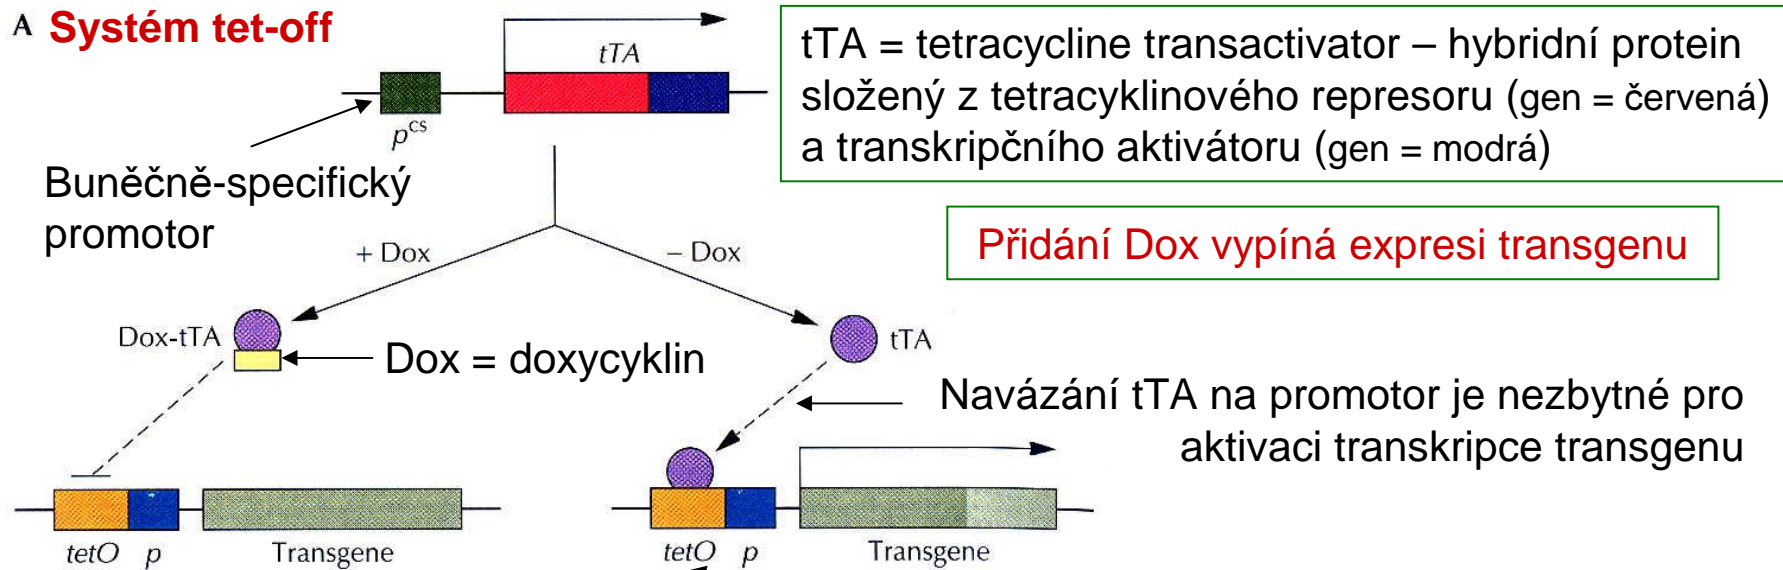 A Systém tet-off
tTA
p^cs
tTA = tetracycline transactivator – hybridní protein
složený z tetracyklinového represoru (gen = červená)
a transkripčního aktivátoru (gen = modrá)
Buněčně-specifický
promotor
Přidání Dox vypíná expresi transgenu
+ Dox
– Dox
Dox-tTA
Dox = doxycyklin
tTA
Navázání tTA na promotor je nezbytné pro
aktivaci transkripce transgenu
tetO p Transgene
tetO p Transgene